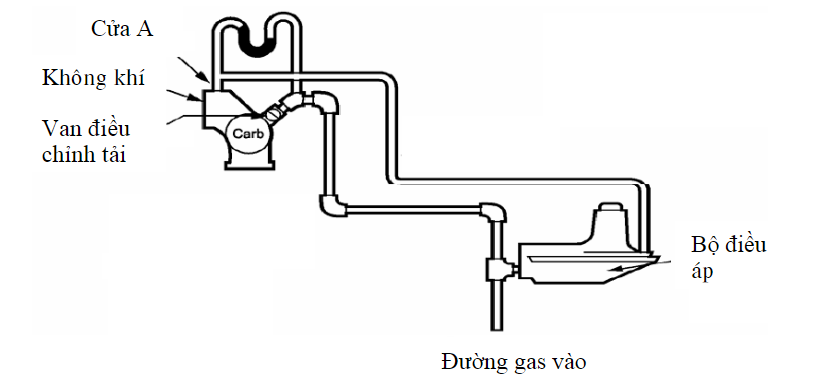 Cửa A
Không khí
Van điều
chỉnh tải
Carb
Bộ điều
áp
Đường gas vào